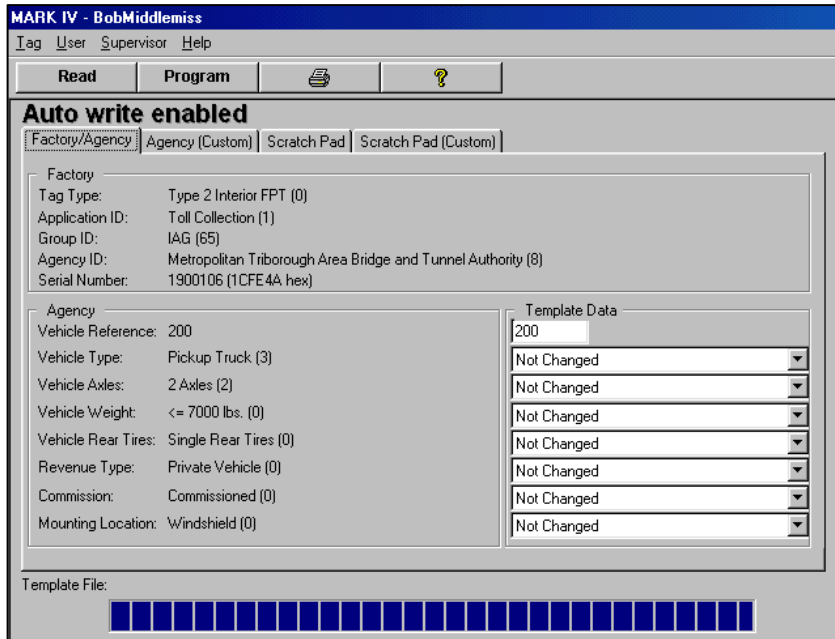 MARK IV - BobMiddlemiss
Tag User Supervisor Help
Read Program ?
Auto write enabled
Factory/Agency Agency (Custom) Scratch Pad Scratch Pad (Custom)
Factory
Tag Type: Type 2 Interior FPT (0)
Application ID: Toll Collection (1)
Group ID: IAG (65)
Agency ID: Metropolitan Triborough Area Bridge and Tunnel Authority (8)
Serial Number: 1900106 (1CFE4A hex)
Agency Template Data
Vehicle Reference: 200 200
Vehicle Type: Pickup Truck (3) Not Changed
Vehicle Axles: 2 Axles (2) Not Changed
Vehicle Weight: <= 7000 lbs. (0) Not Changed
Vehicle Rear Tires: Single Rear Tires (0) Not Changed
Revenue Type: Private Vehicle (0) Not Changed
Commission: Commissioned (0) Not Changed
Mounting Location: Windshield (0) Not Changed
Template File: